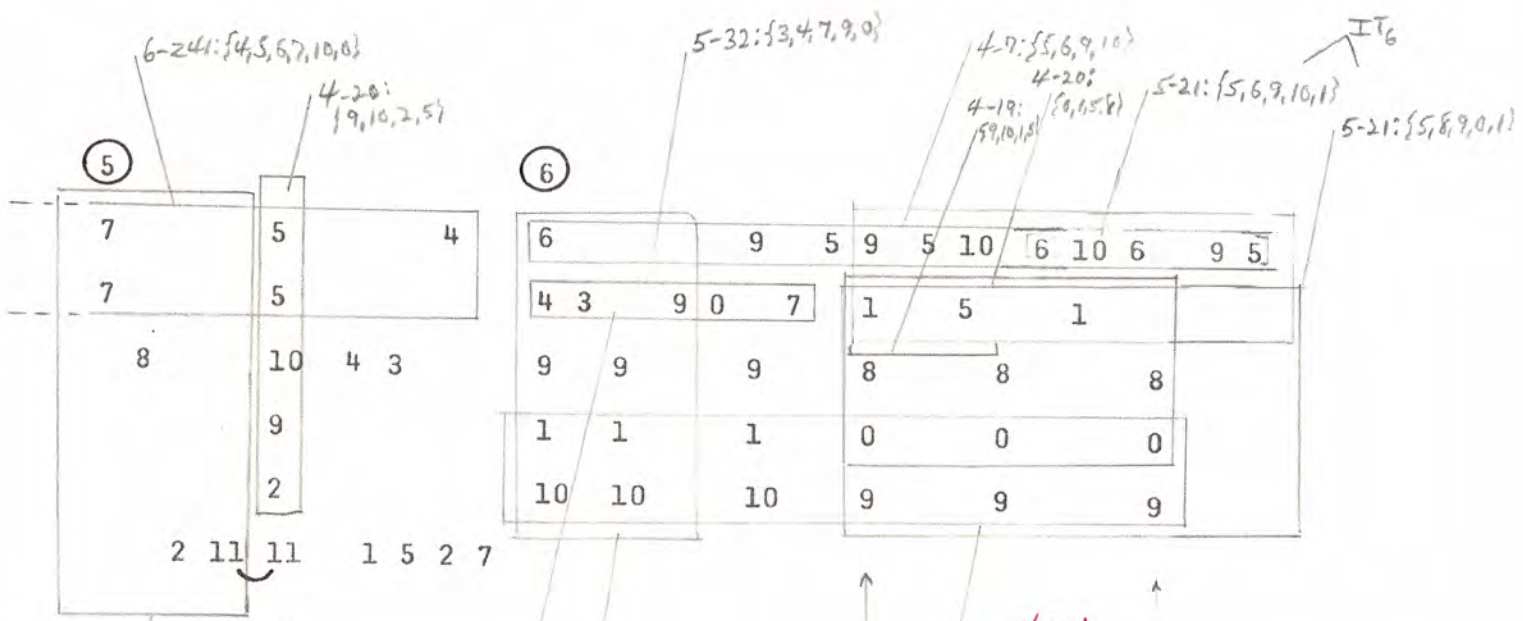 IT6
6-Z41:{4,5,6,7,10,0}
5-32:{3,4,7,9,0}
4-7:{5,6,9,10}
4-20:
{9,10,2,5}
4-20:
{0,1,5,8}
4-19:
{9,10,1,5}
5-21:{5,6,9,10,1}
5-21:{5,8,9,0,1}
5 6
7 5 4 6 9 5 9 5 10 6 10 6 9 5
7 5 4 3 9 0 7 1 5 1
8 10 4 3 9 9 9 8 8 8
9 1 1 1 0 0 0
2 10 10 10 9 9 9
2 11 11 1 5 2 7